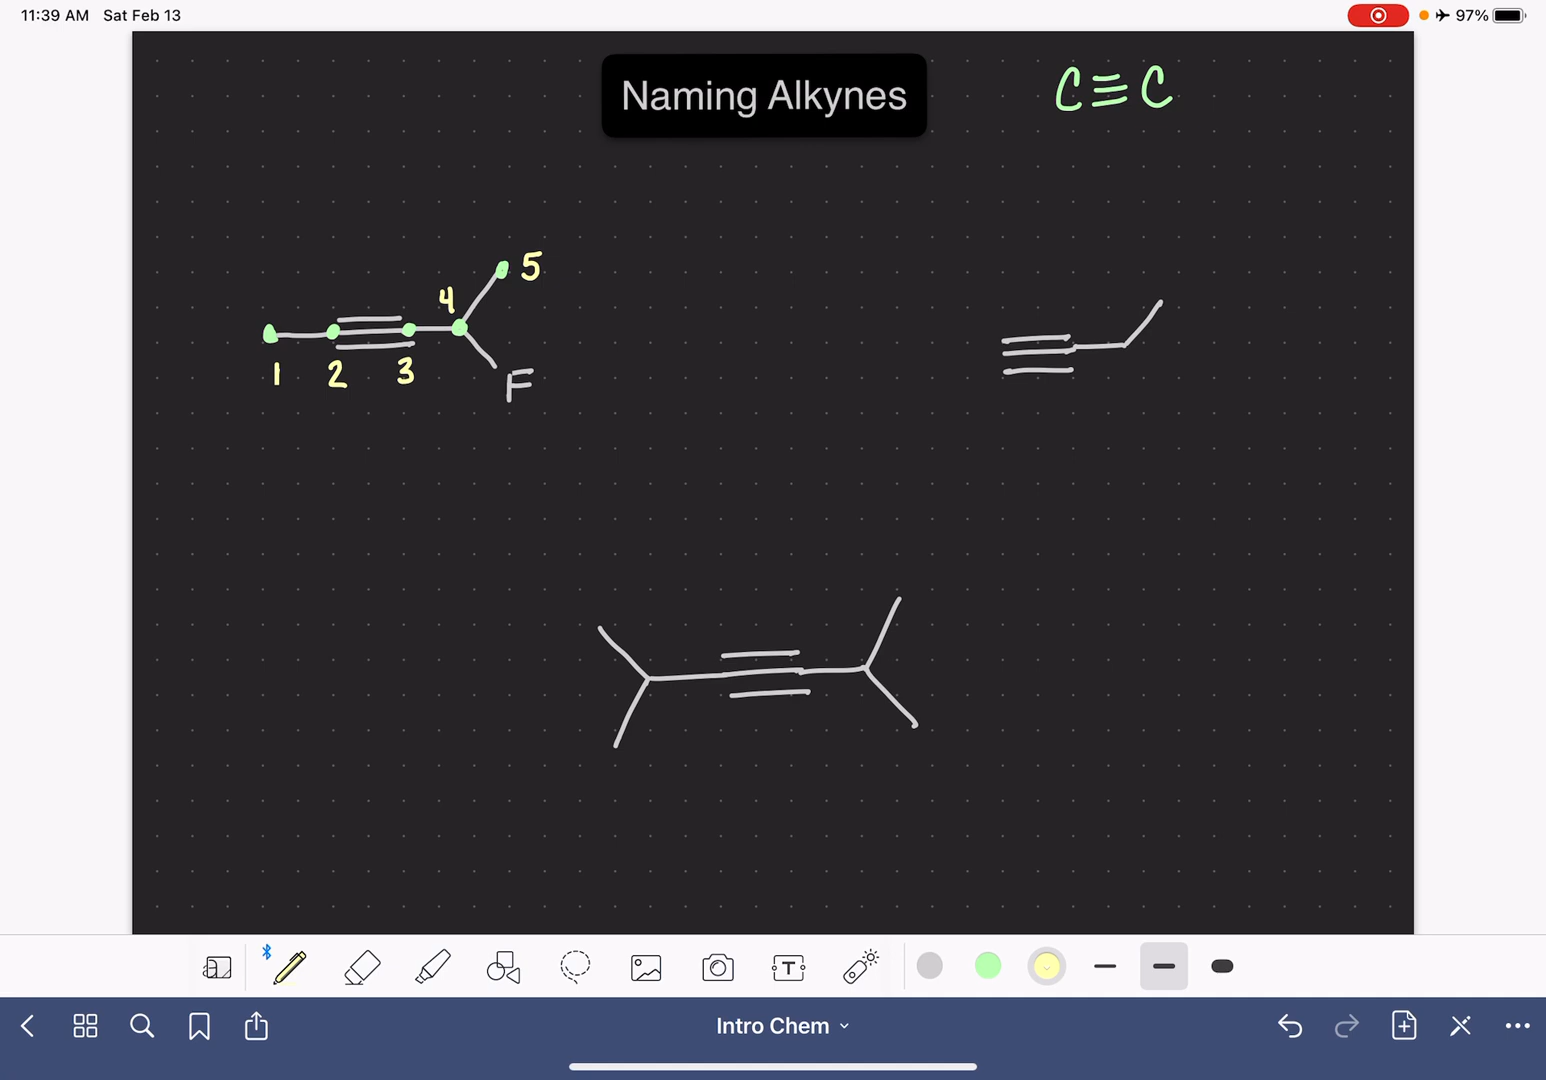 11:39 AM Sat Feb 13
97%
Naming Alkynes
C≡C
5
4
1 2 3
F
T
Intro Chem